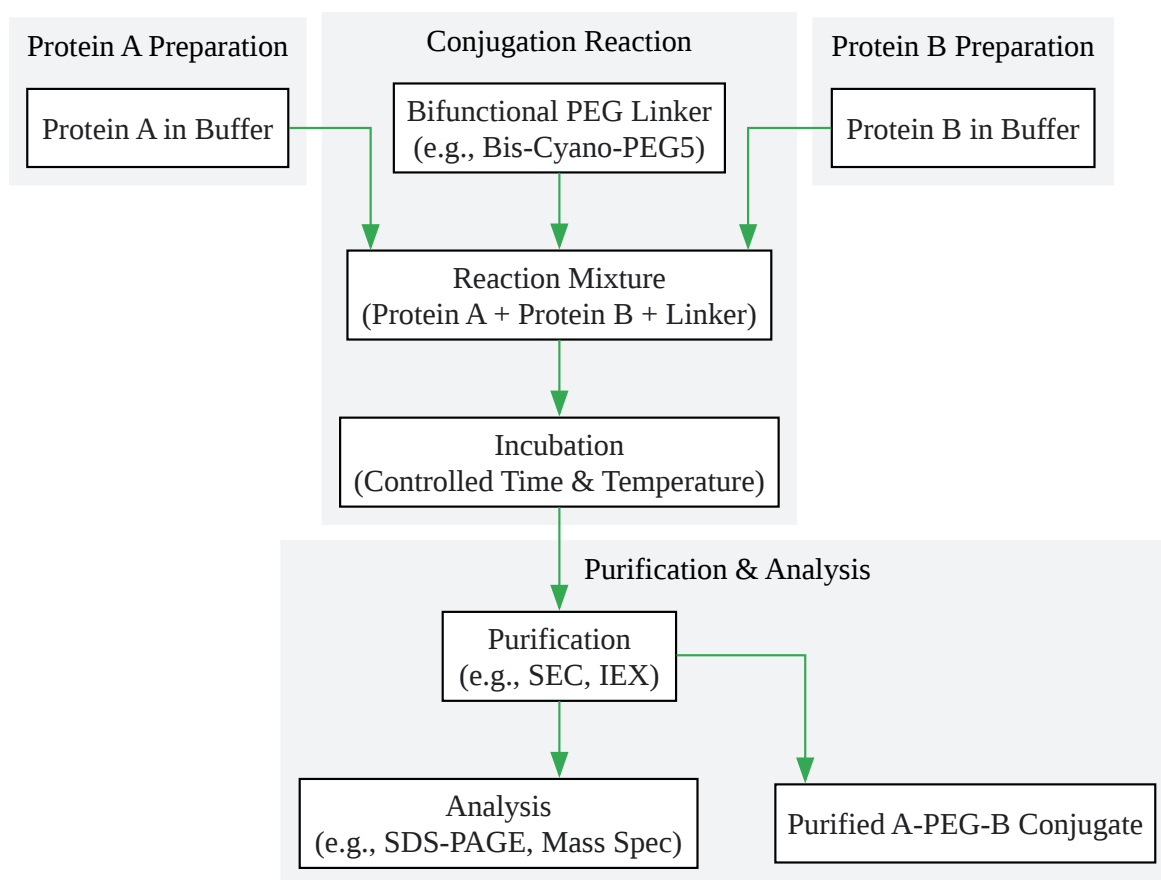 Protein A Preparation
Conjugation Reaction
Protein B Preparation
Protein A in Buffer
Bifunctional PEG Linker
(e.g., Bis-Cyano-PEG5)
Protein B in Buffer
Reaction Mixture
(Protein A + Protein B + Linker)
Incubation
(Controlled Time & Temperature)
Purification & Analysis
Purification
(e.g., SEC, IEX)
Analysis
(e.g., SDS-PAGE, Mass Spec)
Purified A-PEG-B Conjugate